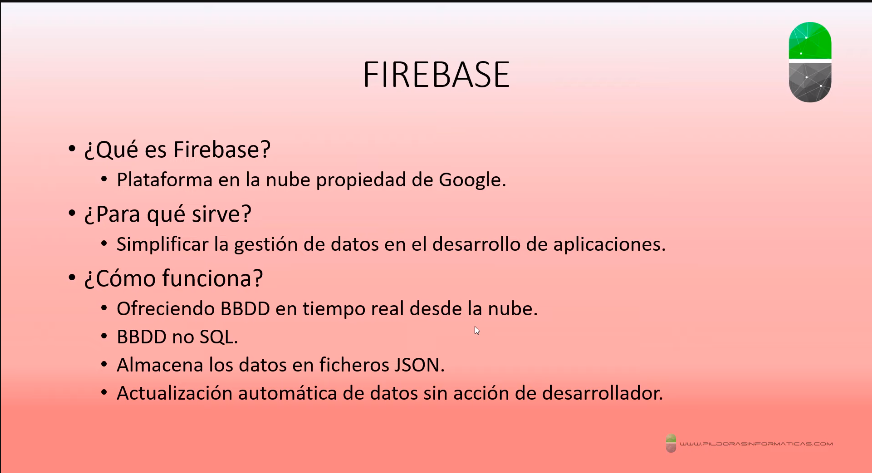 FIREBASE
• ¿Qué es Firebase?
• Plataforma en la nube propiedad de Google.
• ¿Para qué sirve?
• Simplificar la gestión de datos en el desarrollo de aplicaciones.
• ¿Cómo funciona?
• Ofreciendo BBDD en tiempo real desde la nube.
• BBDD no SQL.
• Almacena los datos en ficheros JSON.
• Actualización automática de datos sin acción de desarrollador.
WWW.PILDORASINFORMATICAS.COM